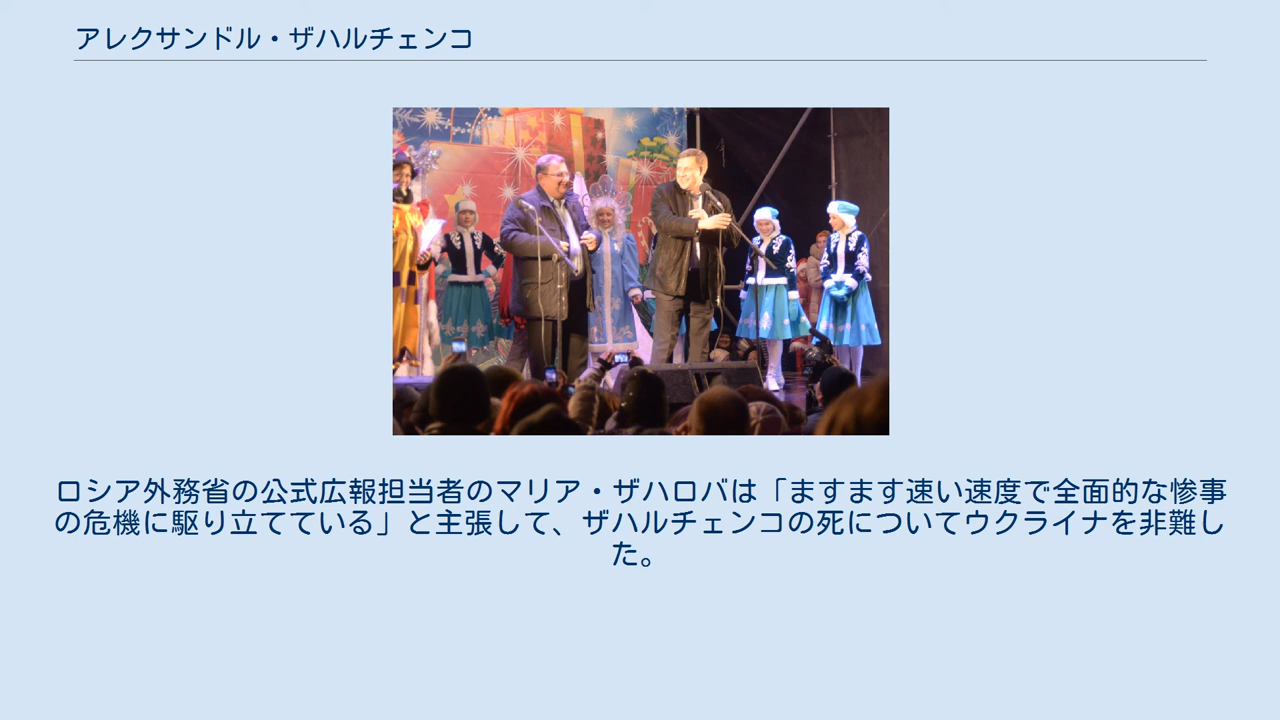 アレクサンドル・ザハルチェンコ
ロシア外務省の公式広報担当者のマリア・ザハロバは「ますます速い速度で全面的な惨事
の危機に駆り立てている」と主張して、ザハルチェンコの死についてウクライナを非難し
た。